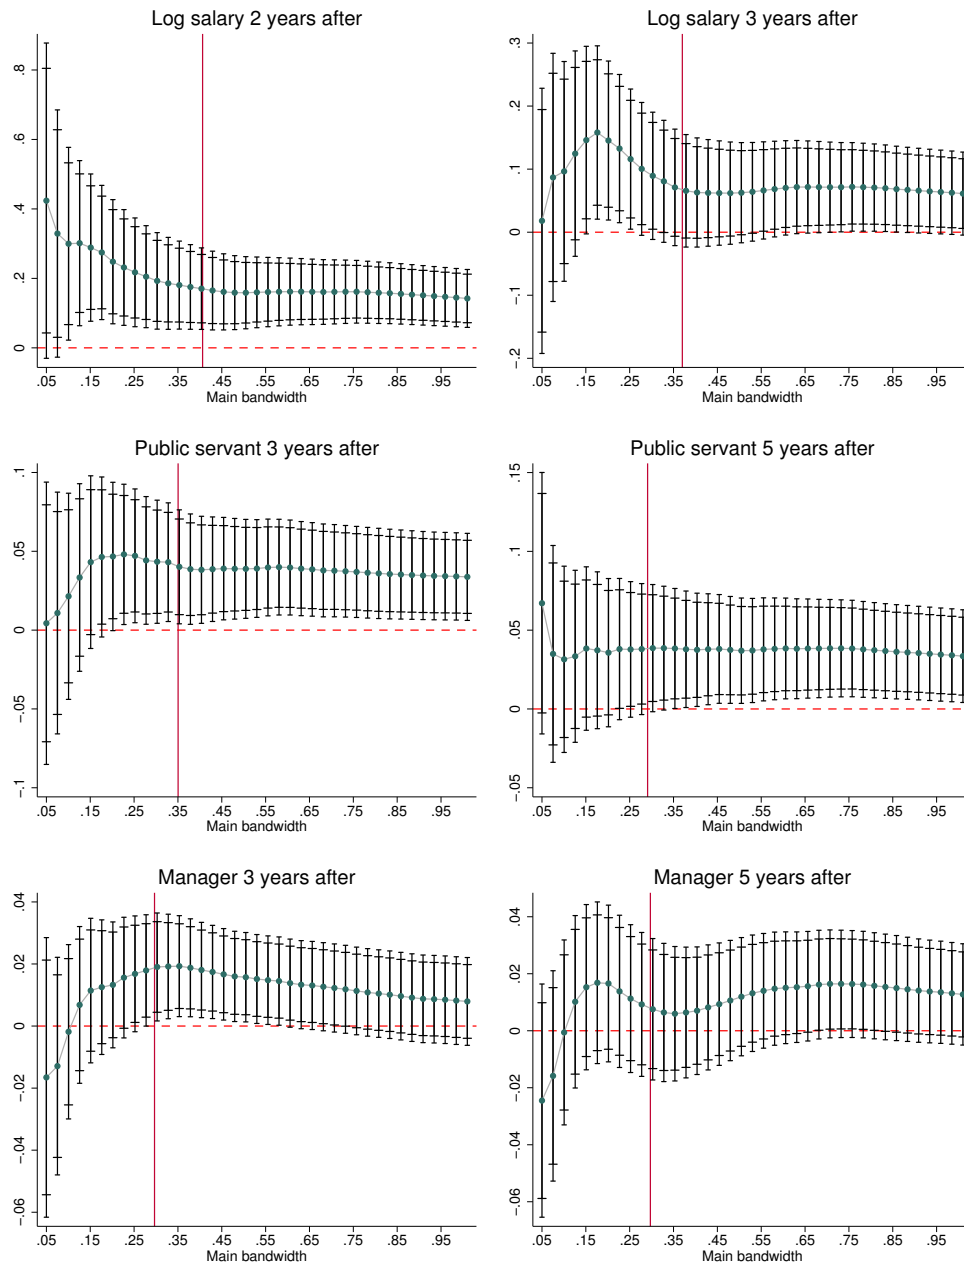 Log salary 2 years after
.8
.6
.4
.2
0
.05 .15 .25 .35 .45 .55 .65 .75 .85 .95
Main bandwidth
Log salary 3 years after
.3
.2
.1
0
-.1
-.2
.05 .15 .25 .35 .45 .55 .65 .75 .85 .95
Main bandwidth
Public servant 3 years after
.1
.05
0
-.05
-.1
.05 .15 .25 .35 .45 .55 .65 .75 .85 .95
Main bandwidth
Public servant 5 years after
.15
.1
.05
0
-.05
.05 .15 .25 .35 .45 .55 .65 .75 .85 .95
Main bandwidth
Manager 3 years after
.04
.02
0
-.02
-.04
-.06
.05 .15 .25 .35 .45 .55 .65 .75 .85 .95
Main bandwidth
Manager 5 years after
.04
.02
0
-.02
-.04
-.06
.05 .15 .25 .35 .45 .55 .65 .75 .85 .95
Main bandwidth